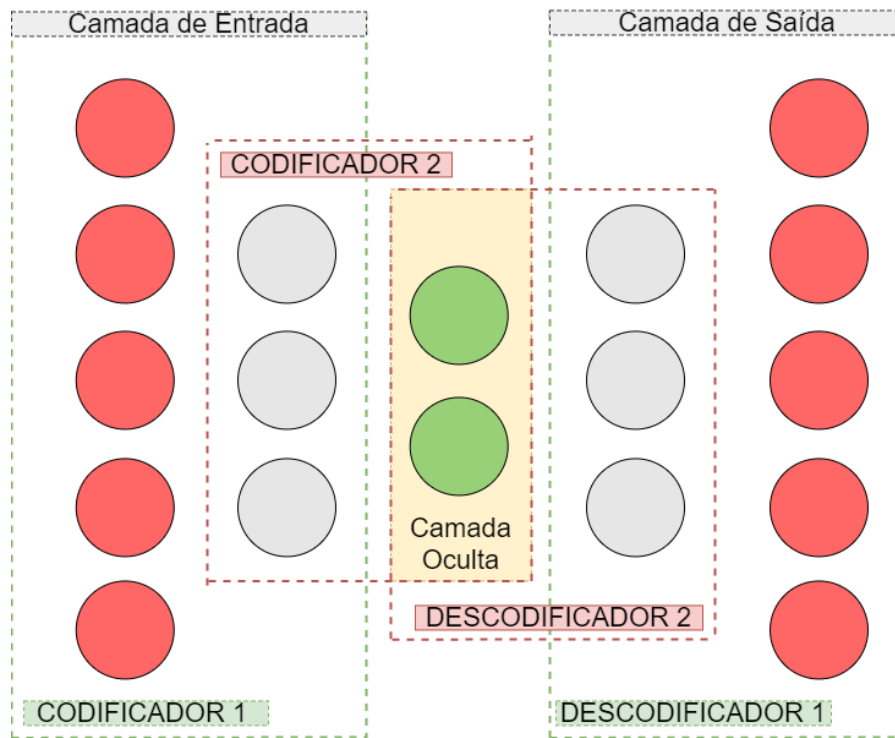 Camada de Entrada
Camada de Saída
CODIFICADOR 2
Camada
Oculta
DESCODIFICADOR 2
CODIFICADOR 1
DESCODIFICADOR 1